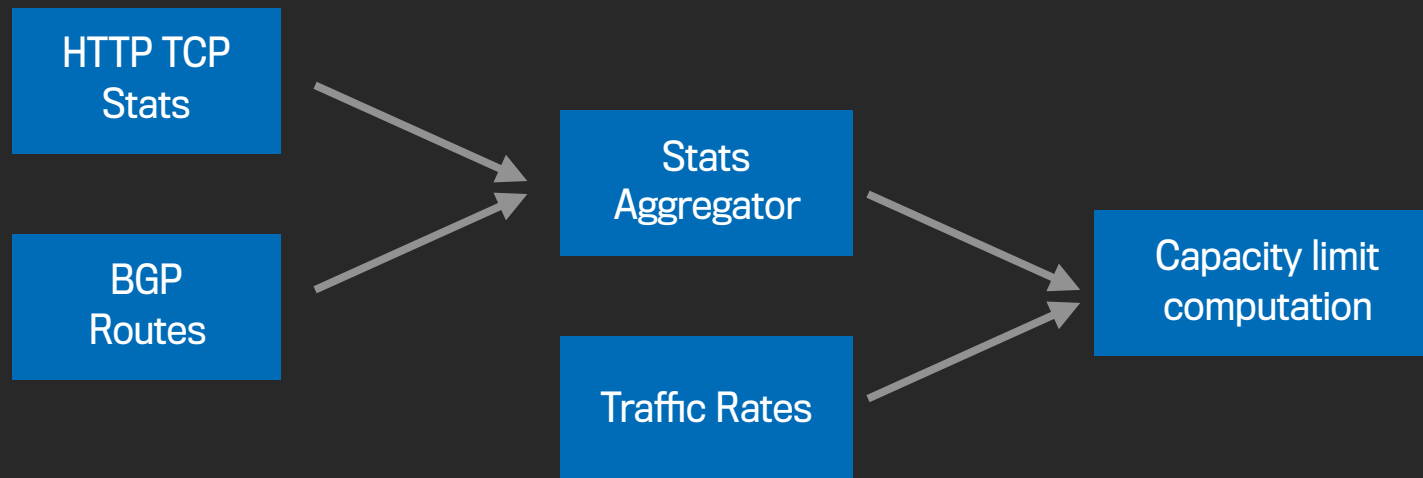 HTTP TCP
Stats
BGP
Routes
Stats
Aggregator
Traffic Rates
Capacity limit
computation